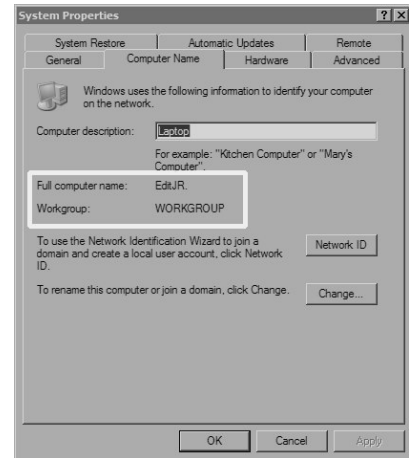 System Properties
System Restore Automatic Updates Remote
General Computer Name Hardware Advanced
Windows uses the following information to identify your computer
on the network.
Computer description: Laptop
For example: "Kitchen Computer" or "Mary's
Computer".
Full computer name: EditJR.
Workgroup: WORKGROUP
To use the Network Identification Wizard to join a
domain and create a local user account, click Network
ID.
Network ID
To rename this computer or join a domain, click Change.
Change...
OK Cancel Apply